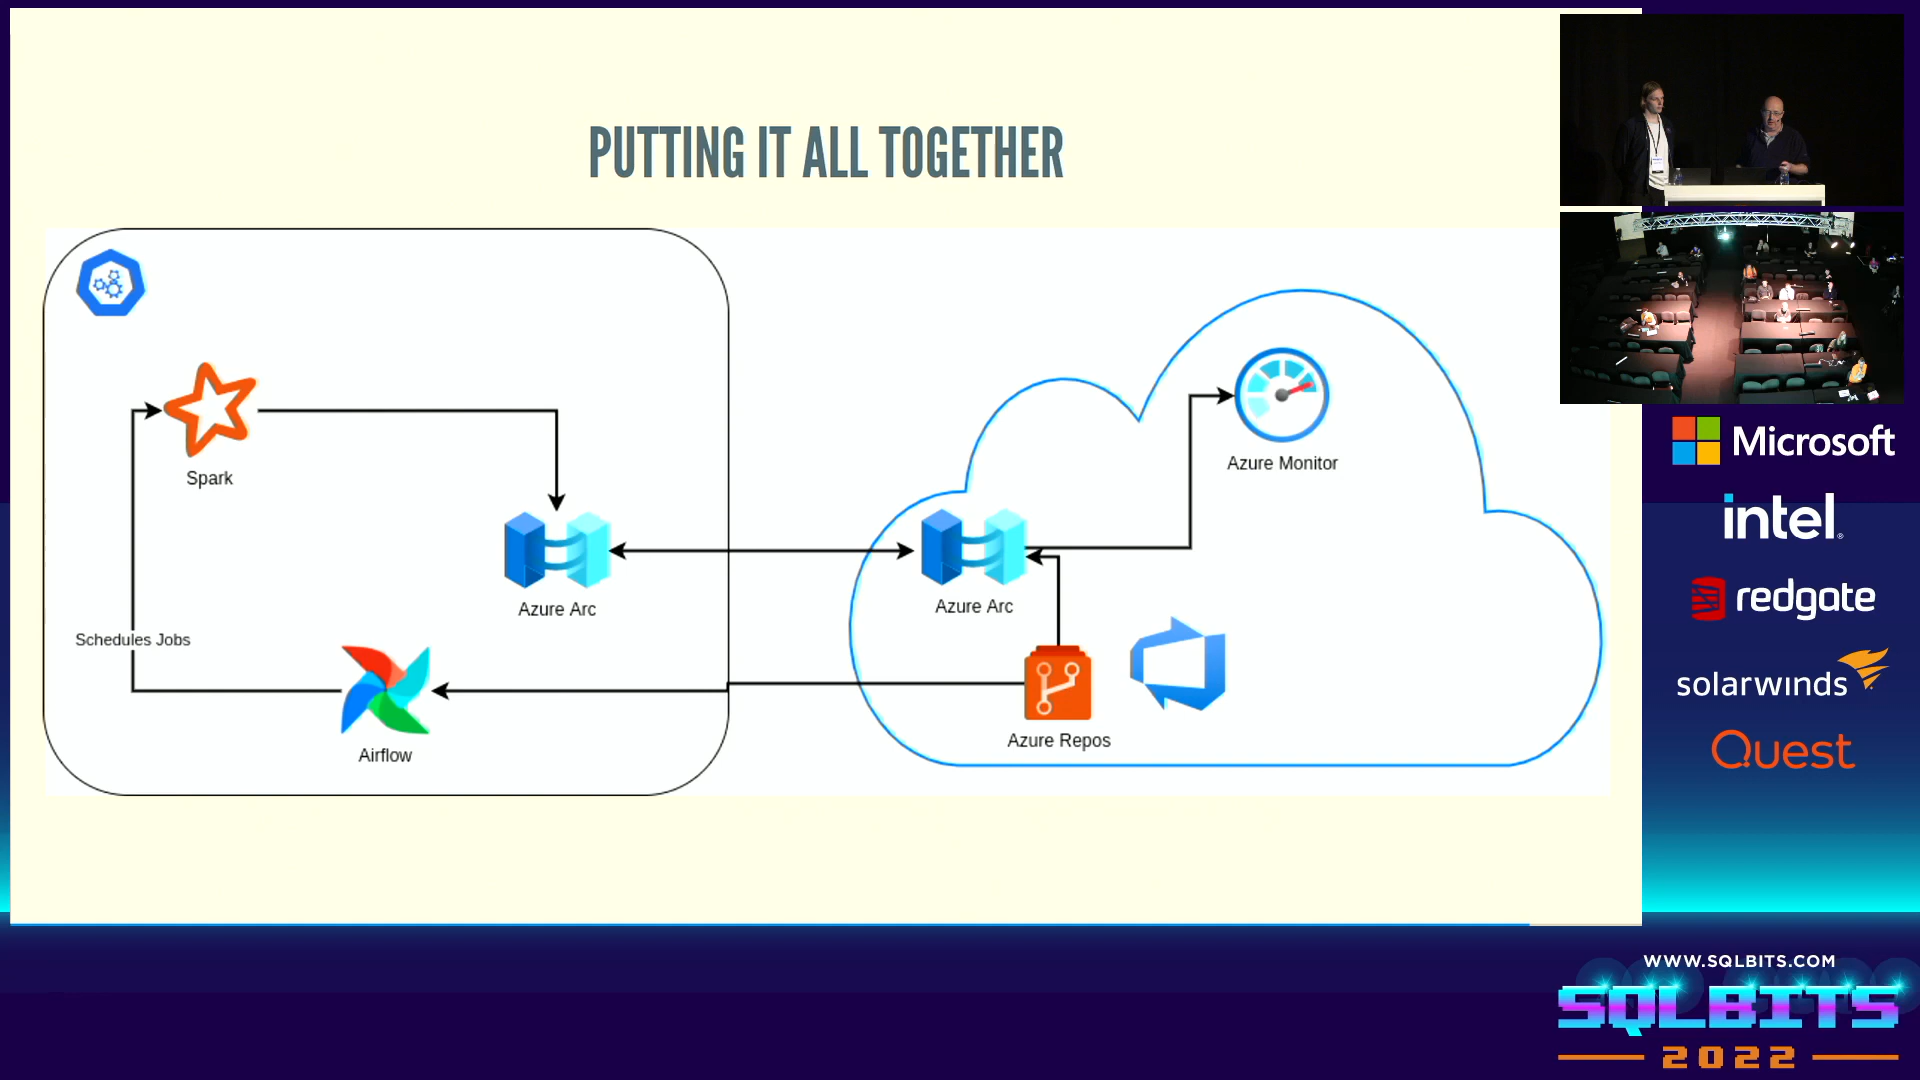 PUTTING IT ALL TOGETHER
Spark
Azure Arc
Schedules Jobs
Airflow
Azure Monitor
Azure Arc
Azure Repos
Microsoft
intel
redgate
solarwinds
Quest
WWW.SQLBITS.COM
SQLBITS
2022